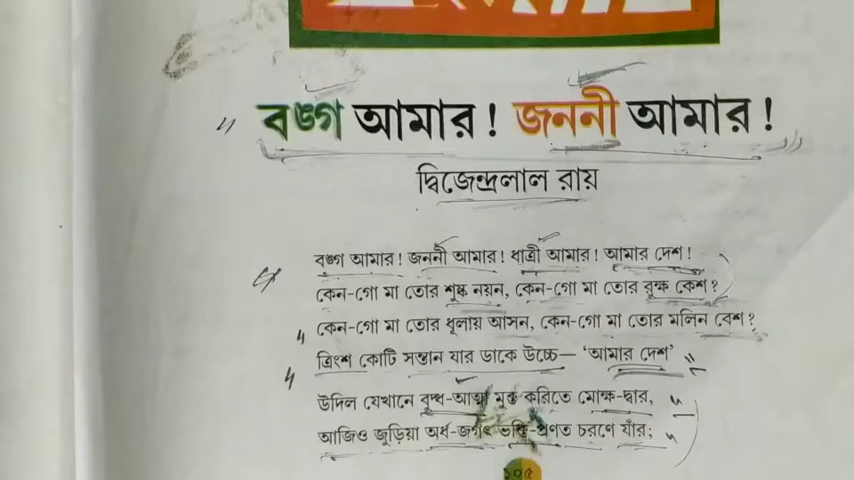 বঙ্গ আমার! জননী আমার!
দ্বিজেন্দ্রলাল রায়
বঙ্গ আমার! জননী আমার! ধাত্রী আমার! আমার দেশ!
কেন-গো মা তোর শুষ্ক নয়ন, কেন-গো মা তোর রুক্ষ কেশ?
কেন-গো মা তোর ধূলায় আসন, কেন-গো মা তোর মলিন বেশ?
ত্রিংশ কোটি সন্তান যার ডাকে উচ্চে— ‘আমার দেশ’
উদিল যেখানে বুদ্ধ-আত্মা মুক্ত করিতে মোক্ষ-দ্বার,
আজিও জুড়িয়া অর্ধ-জগৎ ভক্তি-প্রণত চরণে যাঁর;
১০৫